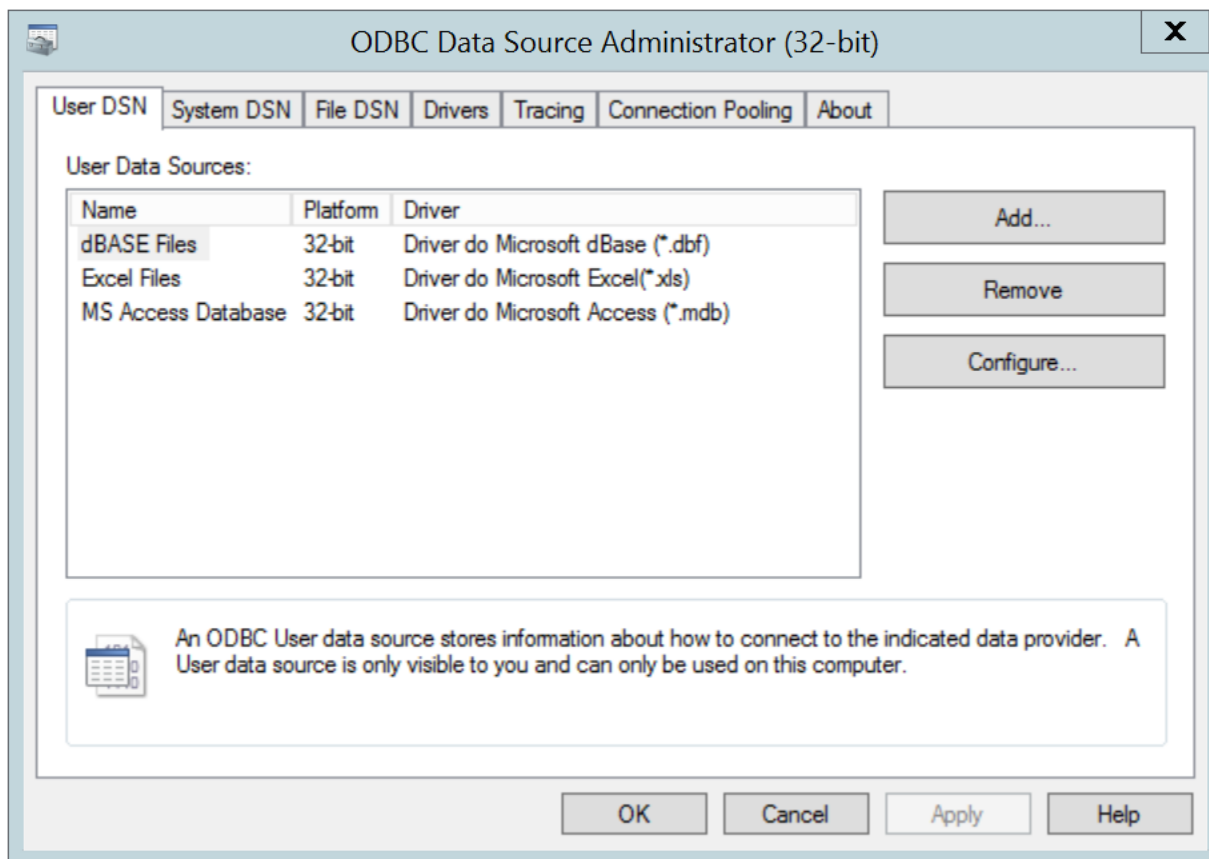 ODBC Data Source Administrator (32-bit)
X
User DSN System DSN File DSN Drivers Tracing Connection Pooling About
User Data Sources:
Name Platform Driver
dBASE Files 32-bit Driver do Microsoft dBase (*.dbf)
Excel Files 32-bit Driver do Microsoft Excel(*.xls)
MS Access Database 32-bit Driver do Microsoft Access (*.mdb)
Add...
Remove
Configure...
An ODBC User data source stores information about how to connect to the indicated data provider. A
User data source is only visible to you and can only be used on this computer.
OK Cancel Apply Help